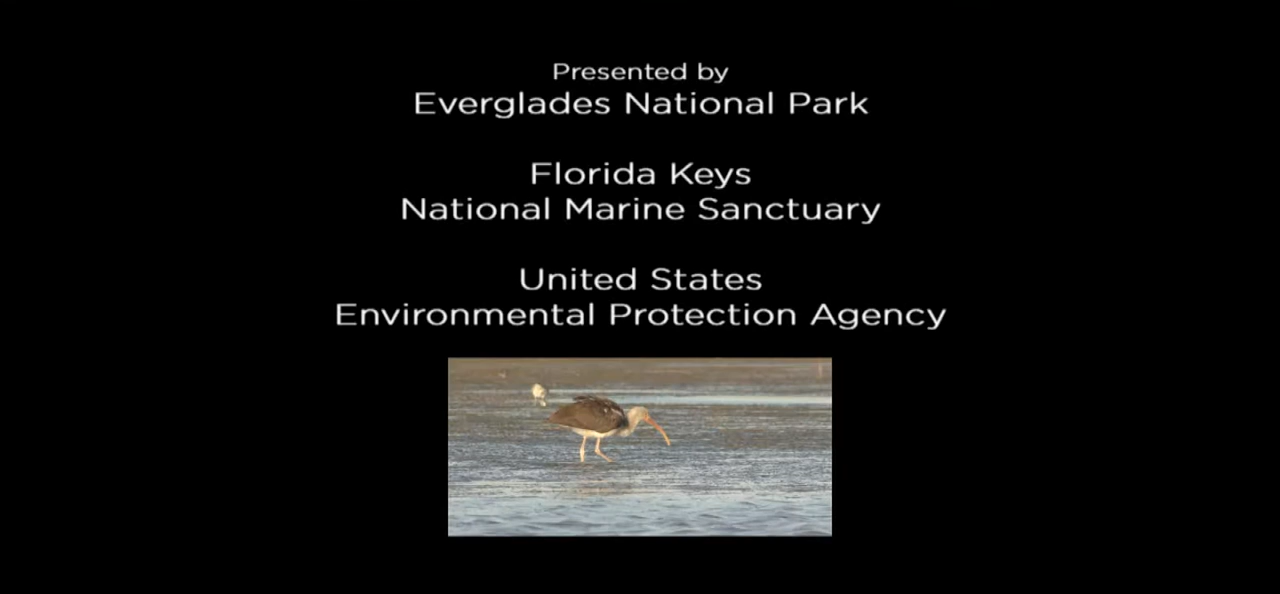 Presented by
Everglades National Park
Florida Keys
National Marine Sanctuary
United States
Environmental Protection Agency